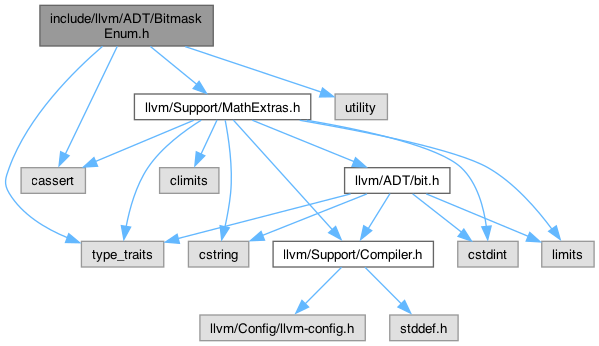 include/llvm/ADT/Bitmask
Enum.h
llvm/Support/MathExtras.h
utility
cassert
climits
llvm/ADT/bit.h
type_traits
cstring
llvm/Support/Compiler.h
cstdint
limits
llvm/Config/llvm-config.h
stddef.h